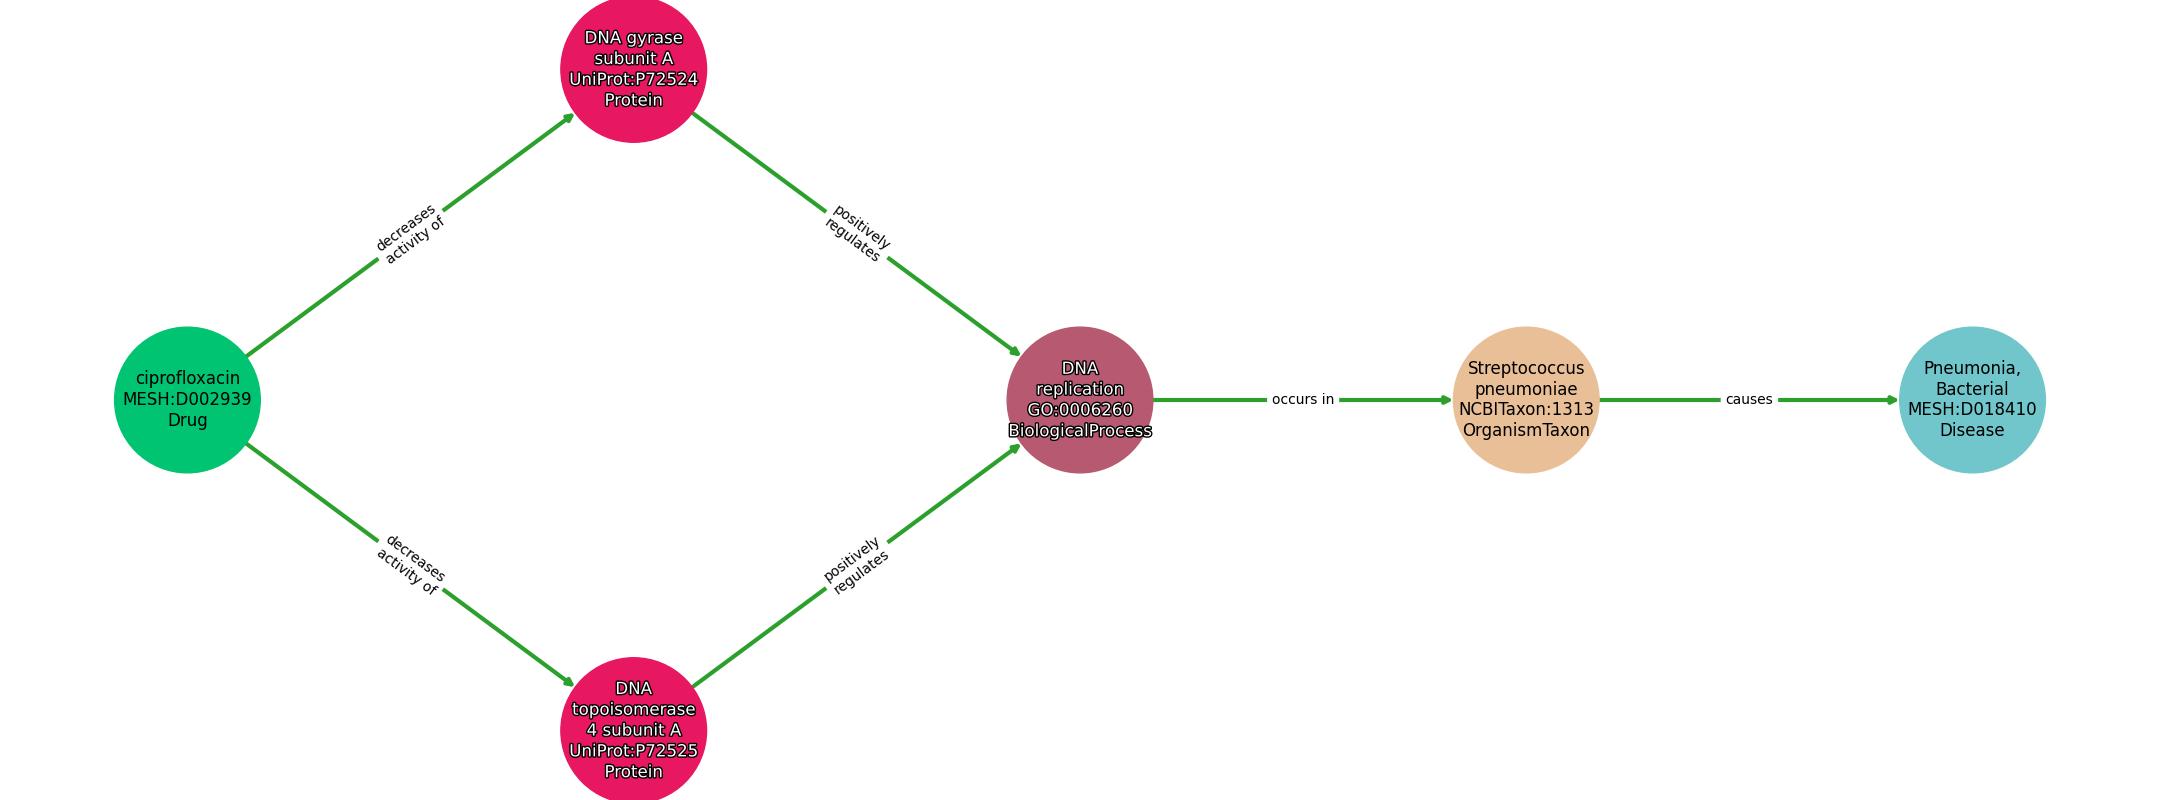 DNA gyrase
subunit A
UniProt:P72524
Protein
decreases
activity of
positively
regulates
ciprofloxacin
MESH:D002939
Drug
DNA
replication
GO:0006260
BiologicalProcess
occurs in
Streptococcus
pneumoniae
NCBITaxon:1313
OrganismTaxon
causes
Pneumonia,
Bacterial
MESH:D018410
Disease
decreases
activity of
positively
regulates
DNA
topoisomerase
4 subunit A
UniProt:P72525
Protein